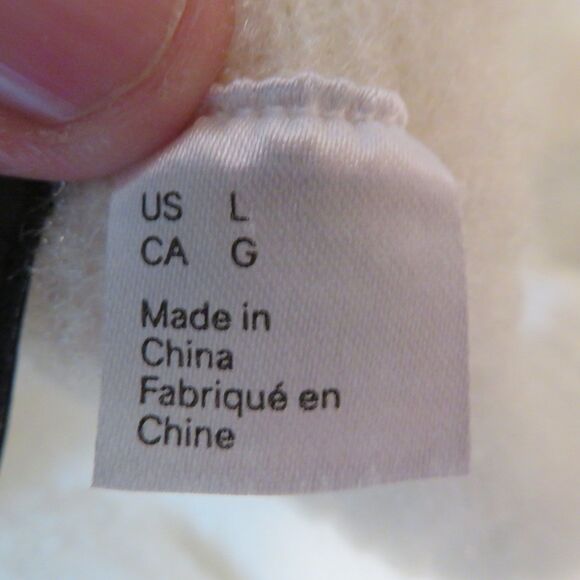 US L
CA G
Made in
China
Fabriqué en
Chine